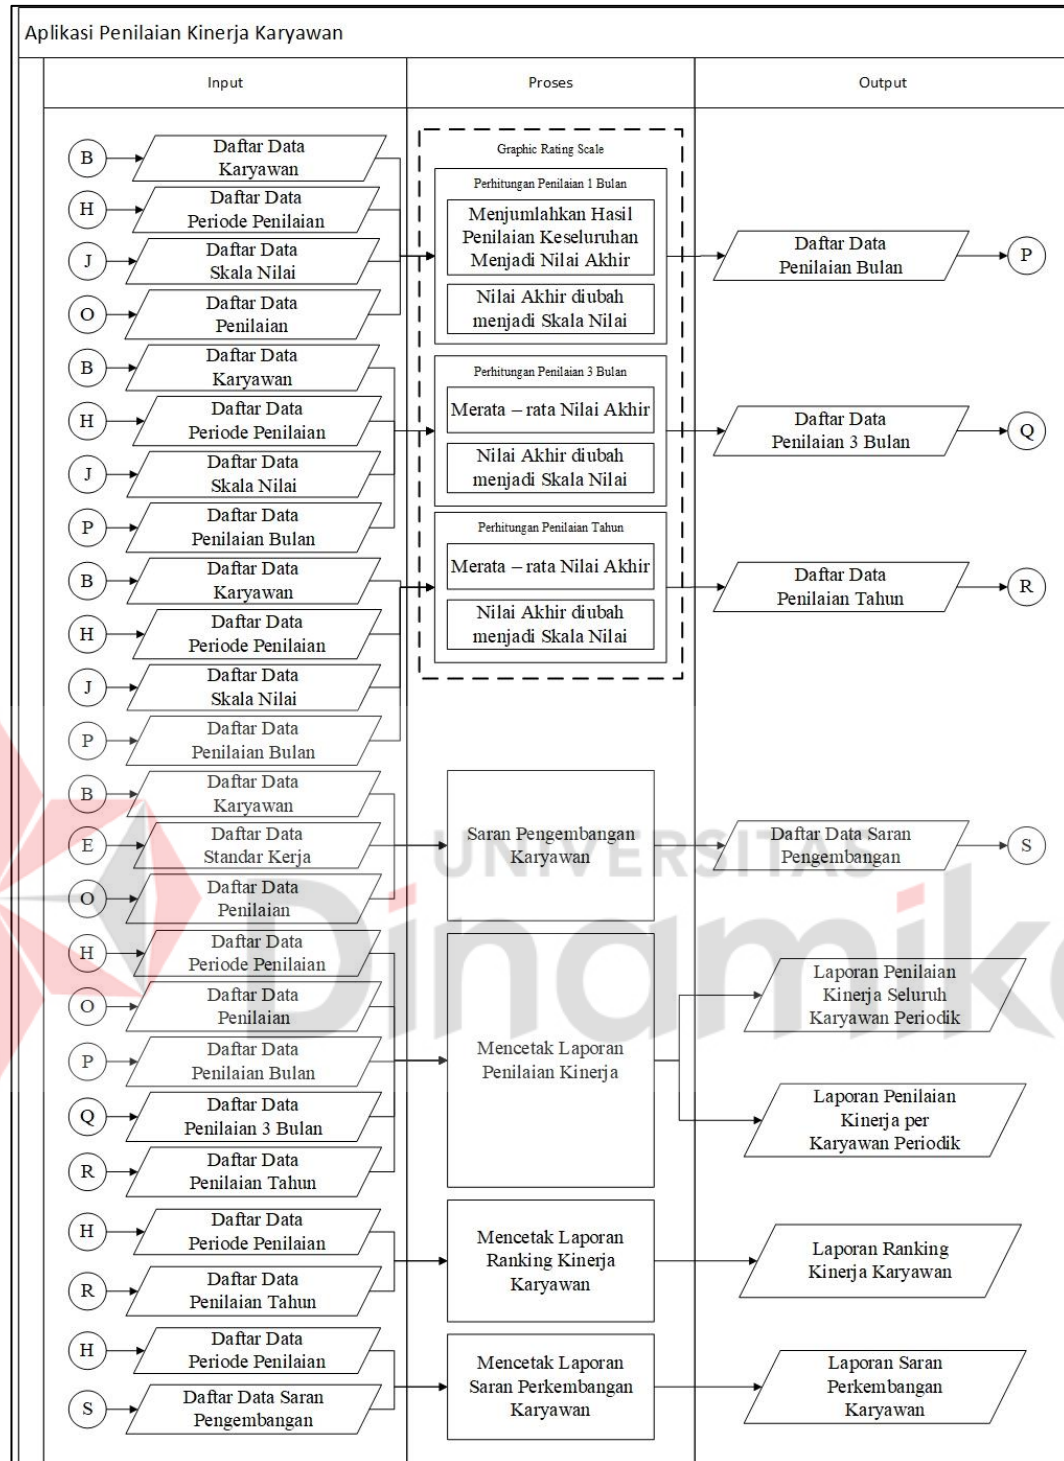 Aplikasi Penilaian Kinerja Karyawan
Input
Proses
Output
B
Daftar Data
Karyawan
H
Daftar Data
Periode Penilaian
J
Daftar Data
Skala Nilai
O
Daftar Data
Penilaian
Graphic Rating Scale
Perhitungan Penilaian 1 Bulan
Menjumlahkan Hasil
Penilaian Keseluruhan
Menjadi Nilai Akhir
Nilai Akhir diubah
menjadi Skala Nilai
Daftar Data
Penilaian Bulan
P
B
Daftar Data
Karyawan
H
Daftar Data
Periode Penilaian
J
Daftar Data
Skala Nilai
P
Daftar Data
Penilaian Bulan
Perhitungan Penilaian 3 Bulan
Merata – rata Nilai Akhir
Nilai Akhir diubah
menjadi Skala Nilai
Daftar Data
Penilaian 3 Bulan
Q
B
Daftar Data
Karyawan
H
Daftar Data
Periode Penilaian
J
Daftar Data
Skala Nilai
P
Daftar Data
Penilaian Bulan
Perhitungan Penilaian Tahun
Merata – rata Nilai Akhir
Nilai Akhir diubah
menjadi Skala Nilai
Daftar Data
Penilaian Tahun
R
B
Daftar Data
Karyawan
E
Daftar Data
Standar Kerja
O
Daftar Data
Penilaian
Saran Pengembangan
Karyawan
Daftar Data Saran
Pengembangan
S
UNIVERSITAS
Dinamika
H
Daftar Data
Periode Penilaian
O
Daftar Data
Penilaian
P
Daftar Data
Penilaian Bulan
Q
Daftar Data
Penilaian 3 Bulan
R
Daftar Data
Penilaian Tahun
Mencetak Laporan
Penilaian Kinerja
Laporan Penilaian
Kinerja Seluruh
Karyawan Periodik
Laporan Penilaian
Kinerja per
Karyawan Periodik
H
Daftar Data
Periode Penilaian
R
Daftar Data
Penilaian Tahun
Mencetak Laporan
Ranking Kinerja
Karyawan
Laporan Ranking
Kinerja Karyawan
H
Daftar Data
Periode Penilaian
S
Daftar Data Saran
Pengembangan
Mencetak Laporan
Saran Perkembangan
Karyawan
Laporan Saran
Perkembangan
Karyawan